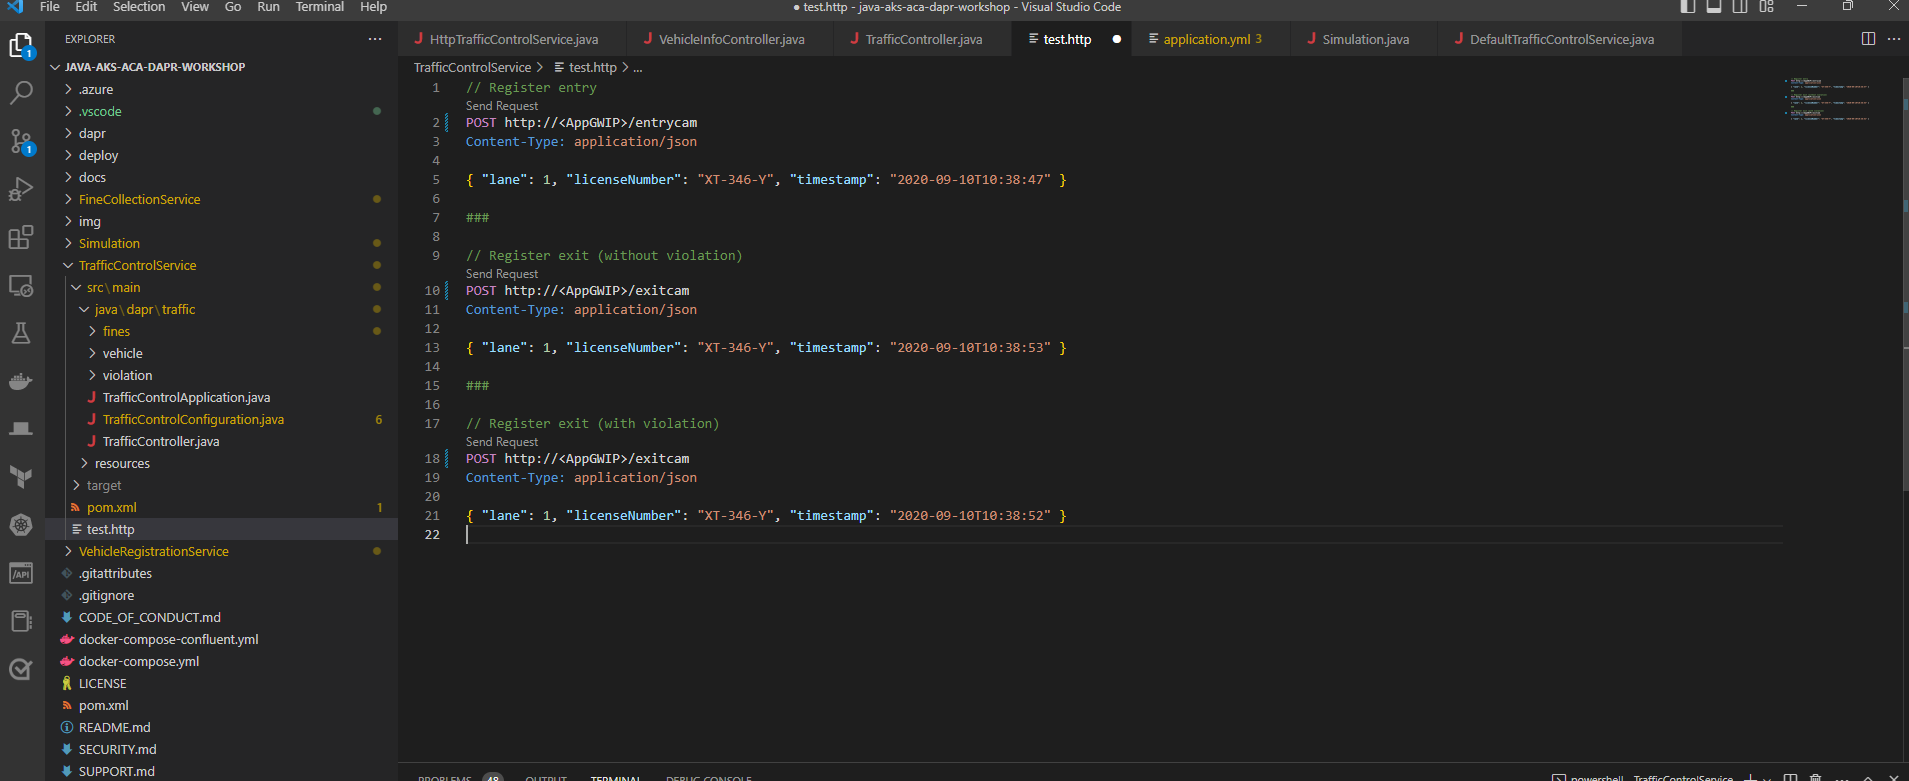 File Edit Selection View Go Run Terminal Help
● test.http - java-aks-aca-dapr-workshop - Visual Studio Code
EXPLORER
JAVA-AKS-ACA-DAPR-WORKSHOP
.azure
.vscode
dapr
deploy
docs
FineCollectionService
img
Simulation
TrafficControlService
src\main
java\dapr\traffic
fines
vehicle
violation
TrafficControlApplication.java
TrafficControlConfiguration.java 6
TrafficController.java
resources
target
pom.xml 1
test.http
VehicleRegistrationService
.gitattributes
.gitignore
CODE_OF_CONDUCT.md
docker-compose-confluent.yml
docker-compose.yml
LICENSE
pom.xml
README.md
SECURITY.md
SUPPORT.md
1
1
/API
HttpTrafficControlService.java VehicleInfoController.java TrafficController.java test.http application.yml 3 Simulation.java DefaultTrafficControlService.java
TrafficControlService > test.http > ...
1 // Register entry
Send Request
2 POST http://<AppGWIP>/entrycam
3 Content-Type: application/json
4
5 { "lane": 1, "licenseNumber": "XT-346-Y", "timestamp": "2020-09-10T10:38:47" }
6
7 ###
8
9 // Register exit (without violation)
Send Request
10 POST http://<AppGWIP>/exitcam
11 Content-Type: application/json
12
13 { "lane": 1, "licenseNumber": "XT-346-Y", "timestamp": "2020-09-10T10:38:53" }
14
15 ###
16
17 // Register exit (with violation)
Send Request
18 POST http://<AppGWIP>/exitcam
19 Content-Type: application/json
20
21 { "lane": 1, "licenseNumber": "XT-346-Y", "timestamp": "2020-09-10T10:38:52" }
22
PROBLEMS 48 OUTPUT TERMINAL DEBUG CONSOLE
powershell TrafficControlService